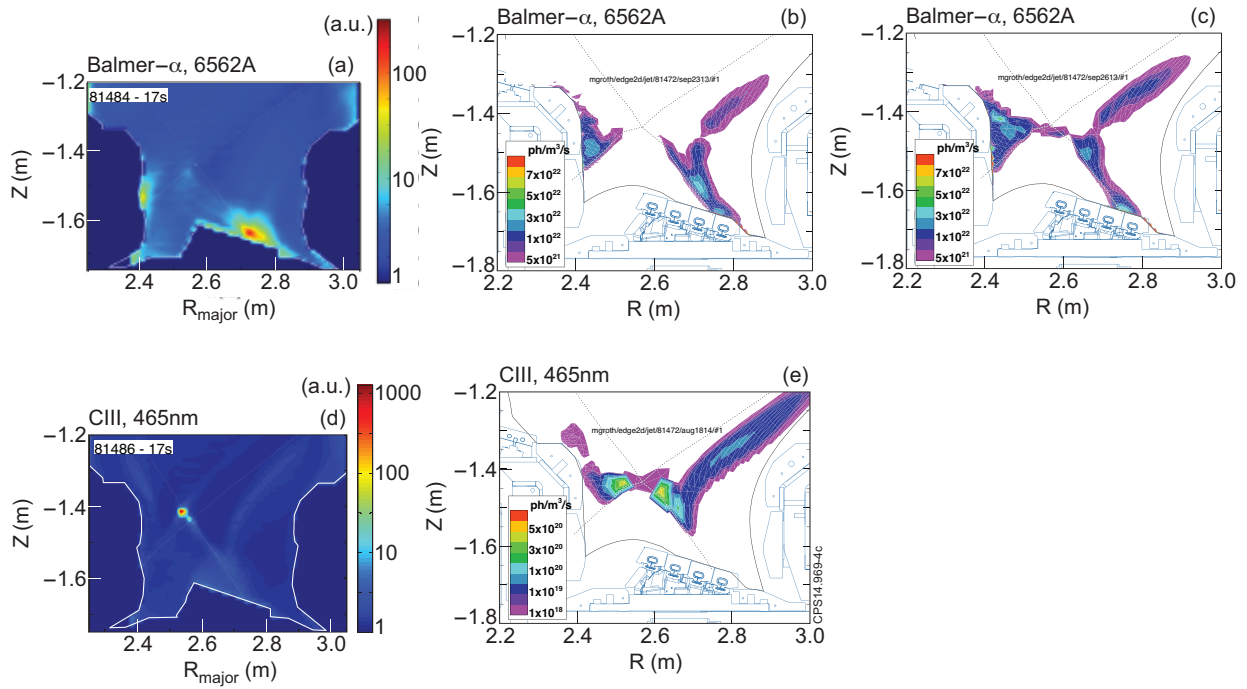 Balmer−α, 6562A (a)
(a.u.)
81484 - 17s
100
10
1
−1.2
−1.4
−1.6
Z (m)
2.4 2.6 2.8 3.0
Rmajor (m)
Balmer−α, 6562A (b)
mgroth/edge2d/jet/81472/sep2313/#1
−1.2
−1.4
−1.6
−1.8
Z (m)
ph/m³/s
7x10²²
5x10²²
3x10²²
1x10²²
5x10²¹
2.4 2.6 2.8 3.0
R (m)
Balmer−α, 6562A (c)
mgroth/edge2d/jet/81472/sep2613/#1
−1.2
−1.4
−1.6
−1.8
Z (m)
ph/m³/s
7x10²²
5x10²²
3x10²²
1x10²²
5x10²¹
2.4 2.6 2.8 3.0
R (m)
CIII, 465nm (d)
(a.u.)
81486 - 17s
1000
100
10
1
−1.2
−1.4
−1.6
Z (m)
2.2 2.4 2.6 2.8 3.0
Rmajor (m)
CIII, 465nm (e)
mgroth/edge2d/jet/81472/aug1814/#1
−1.2
−1.4
−1.6
−1.8
Z (m)
ph/m³/s
5x10²⁰
3x10²⁰
1x10²⁰
1x10¹⁹
1x10¹⁸
2.2 2.4 2.6 2.8 3.0
R (m)
CPS14.969-4c